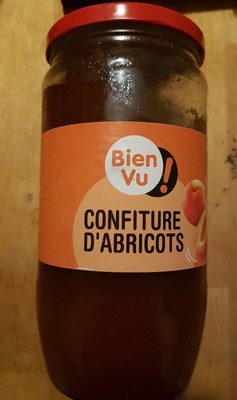 Bien
Vu !
CONFITURE
D'ABRICOTS